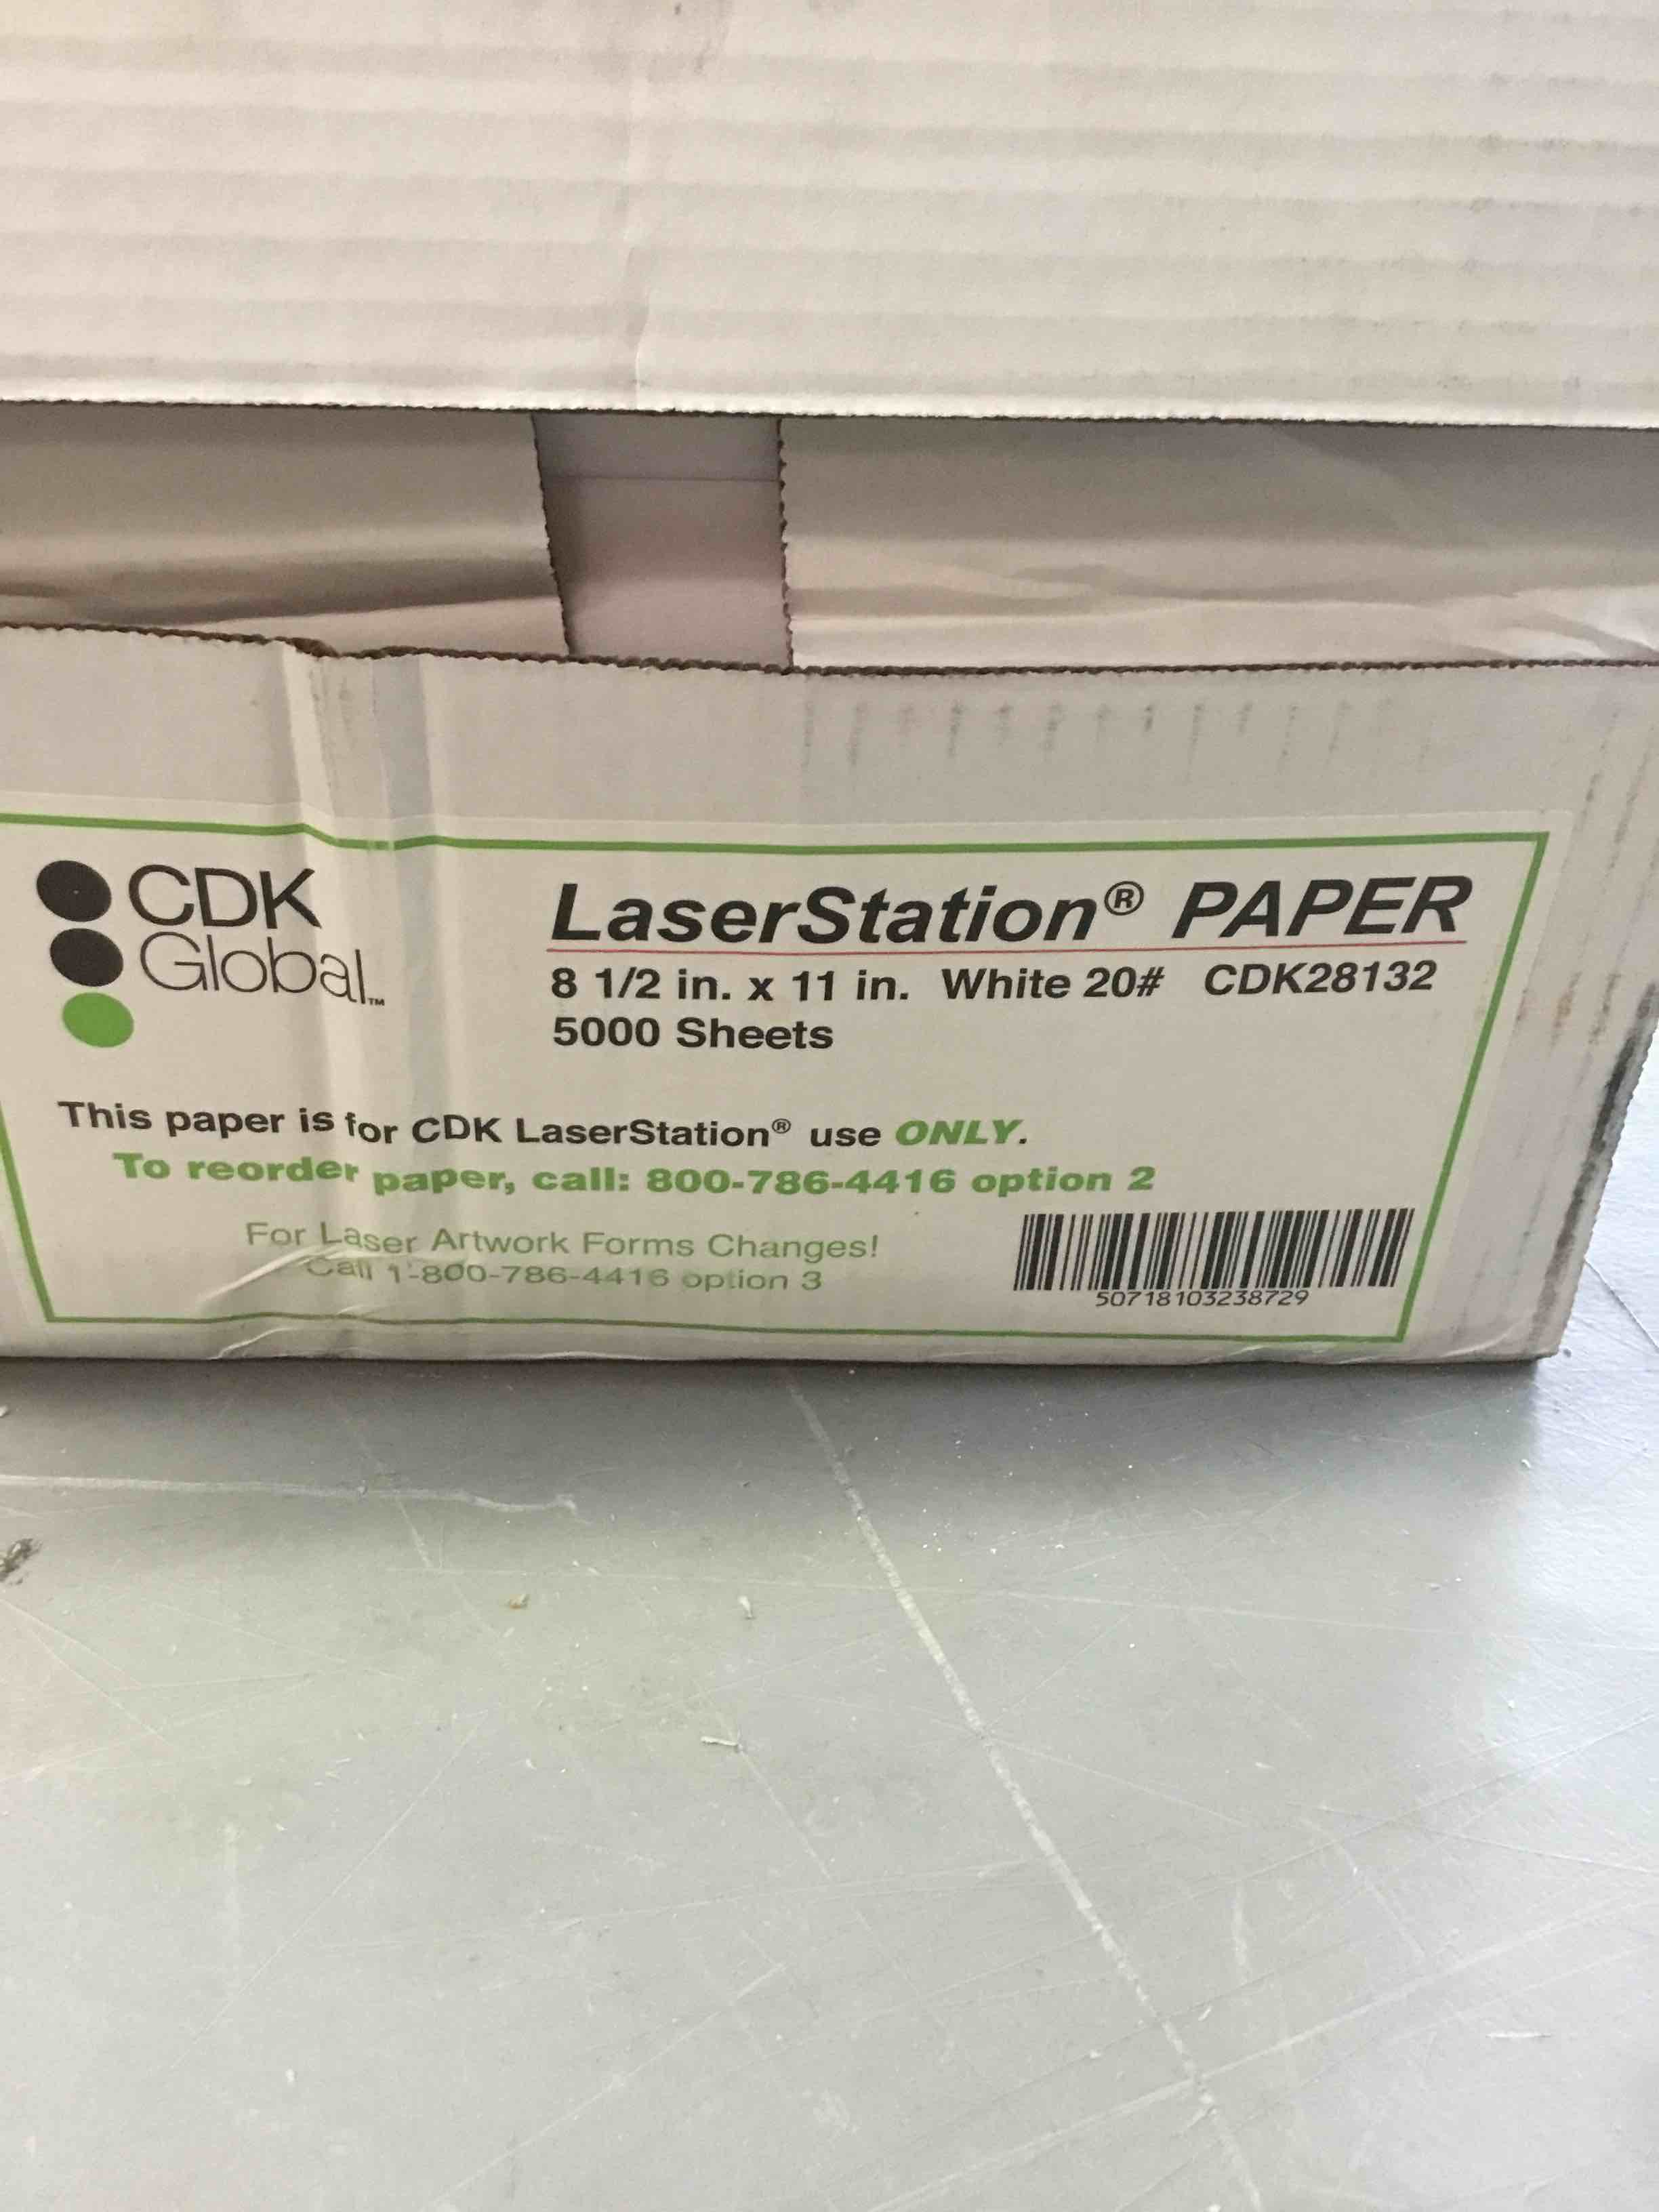 CDK
Global™
LaserStation® PAPER
8 1/2 in. x 11 in. White 20# CDK28132
5000 Sheets
This paper is for CDK LaserStation® use ONLY.
To reorder paper, call: 800-786-4416 option 2
For Laser Artwork Forms Changes!
Call 1-800-786-4416 option 3
50718103238729